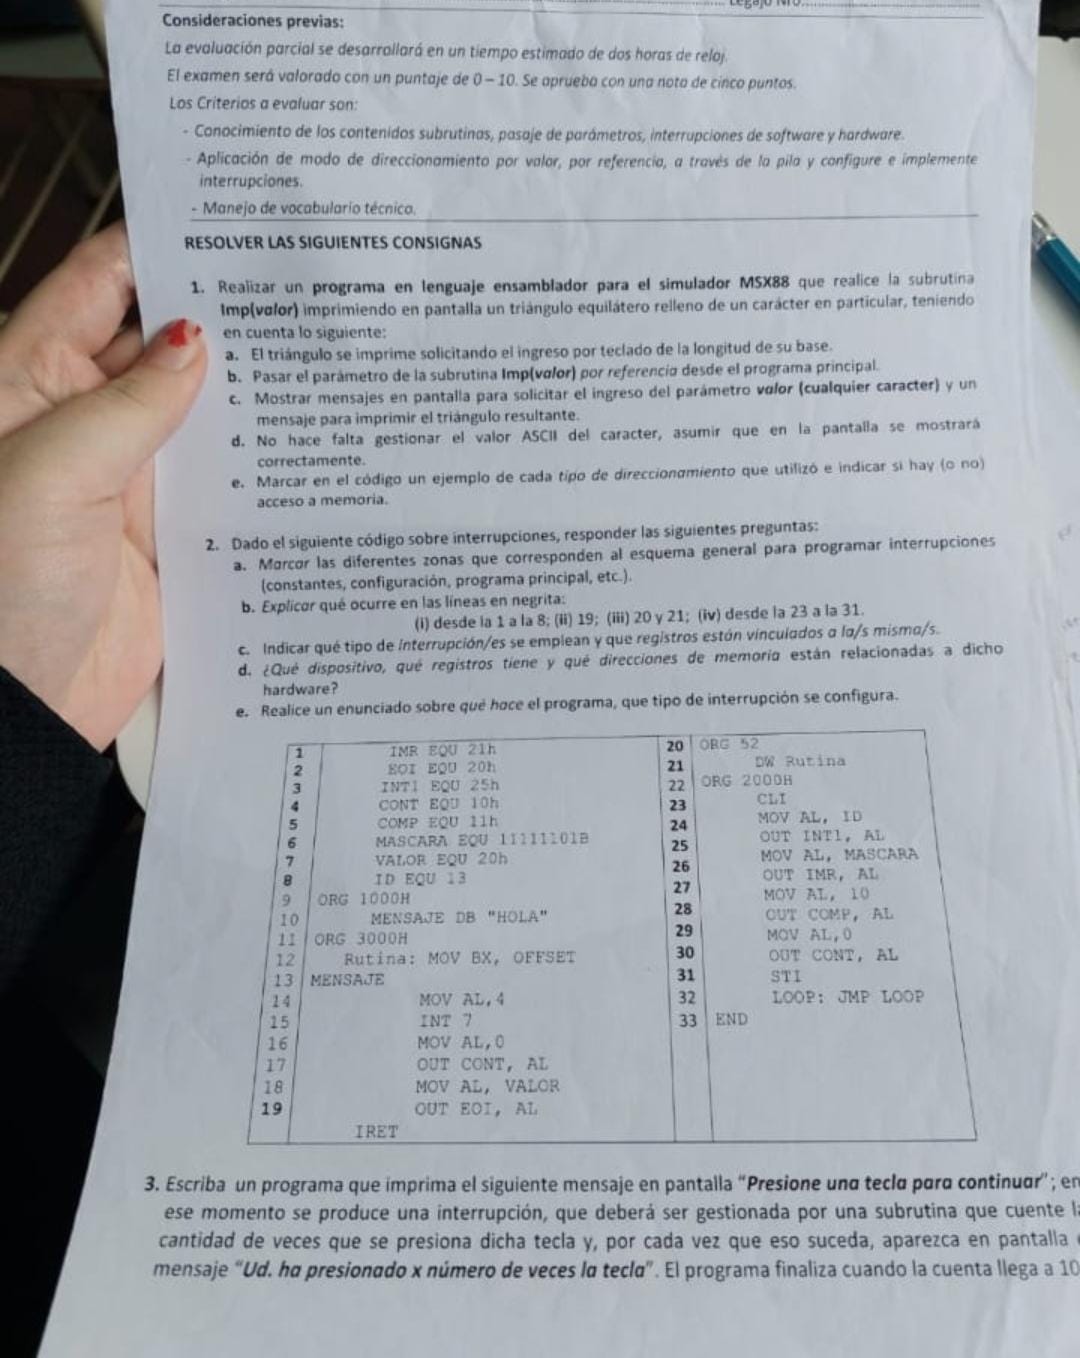 Legajo Nro.
Consideraciones previas:
La evaluación parcial se desarrollará en un tiempo estimado de dos horas de reloj.
El examen será valorado con un puntaje de 0 – 10. Se aprueba con una nota de cinco puntos.
Los Criterios a evaluar son:
- Conocimiento de los contenidos subrutinas, pasaje de parámetros, interrupciones de software y hardware.
- Aplicación de modo de direccionamiento por valor, por referencia, a través de la pila y configure e implemente
interrupciones.
- Manejo de vocabulario técnico.
RESOLVER LAS SIGUIENTES CONSIGNAS
1. Realizar un programa en lenguaje ensamblador para el simulador MSX88 que realice la subrutina
Imp(valor) imprimiendo en pantalla un triángulo equilátero relleno de un carácter en particular, teniendo
en cuenta lo siguiente:
a. El triángulo se imprime solicitando el ingreso por teclado de la longitud de su base.
b. Pasar el parámetro de la subrutina Imp(valor) por referencia desde el programa principal.
c. Mostrar mensajes en pantalla para solicitar el ingreso del parámetro valor (cualquier caracter) y un
mensaje para imprimir el triángulo resultante.
d. No hace falta gestionar el valor ASCII del caracter, asumir que en la pantalla se mostrará
correctamente.
e. Marcar en el código un ejemplo de cada tipo de direccionamiento que utilizó e indicar si hay (o no)
acceso a memoria.
2. Dado el siguiente código sobre interrupciones, responder las siguientes preguntas:
a. Marcar las diferentes zonas que corresponden al esquema general para programar interrupciones
(constantes, configuración, programa principal, etc.).
b. Explicar qué ocurre en las líneas en negrita:
(i) desde la 1 a la 8; (ii) 19; (iii) 20 y 21; (iv) desde la 23 a la 31.
c. Indicar qué tipo de interrupción/es se emplean y que registros están vinculados a la/s misma/s.
d. ¿Qué dispositivo, qué registros tiene y qué direcciones de memoria están relacionadas a dicho
hardware?
e. Realice un enunciado sobre qué hace el programa, que tipo de interrupción se configura.
1 IMR EQU 21h
2 EOI EQU 20h
3 INT1 EQU 25h
4 CONT EQU 10h
5 COMP EQU 11h
6 MASCARA EQU 11111101B
7 VALOR EQU 20h
8 ID EQU 13
9 ORG 1000H
10 MENSAJE DB "HOLA"
11 ORG 3000H
12 Rutina: MOV BX, OFFSET
13 MENSAJE
14 MOV AL,4
15 INT 7
16 MOV AL,0
17 OUT CONT, AL
18 MOV AL, VALOR
19 OUT EOI, AL
IRET
20 ORG 52
21 DW Rutina
22 ORG 2000H
23 CLI
24 MOV AL, ID
25 OUT INT1, AL
26 MOV AL, MASCARA
27 OUT IMR, AL
28 MOV AL, 10
29 OUT COMP, AL
30 MOV AL,0
31 OUT CONT, AL
32 STI
33 LOOP: JMP LOOP
END
3. Escriba un programa que imprima el siguiente mensaje en pantalla "Presione una tecla para continuar"; en
ese momento se produce una interrupción, que deberá ser gestionada por una subrutina que cuente la
cantidad de veces que se presiona dicha tecla y, por cada vez que eso suceda, aparezca en pantalla
mensaje "Ud. ha presionado x número de veces la tecla". El programa finaliza cuando la cuenta llega a 10